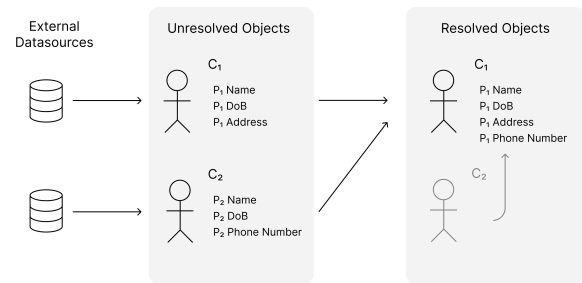 External
Datasources
Unresolved Objects
C₁
P₁ Name
P₁ DoB
P₁ Address
C₂
P₂ Name
P₂ DoB
P₂ Phone Number
Resolved Objects
C₁
P₁ Name
P₁ DoB
P₁ Address
P₁ Phone Number
C₂